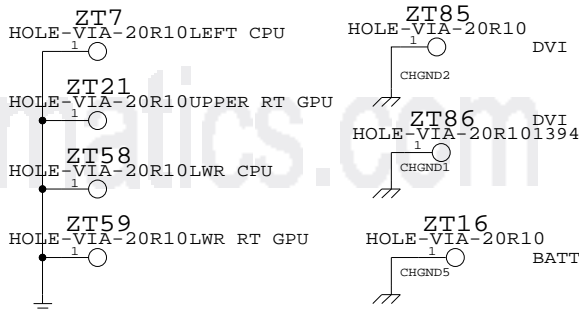 ZT7
HOLE-VIA-20R10LEFT CPU
1
ZT21
HOLE-VIA-20R10UPPER RT GPU
1
ZT58
HOLE-VIA-20R10LWR CPU
1
ZT59
HOLE-VIA-20R10LWR RT GPU
1
ZT85
HOLE-VIA-20R10
1
DVI
CHGND2
ZT86
DVI
HOLE-VIA-20R101394
1
CHGND1
ZT16
HOLE-VIA-20R10
1
BATT
CHGND5
matics.com